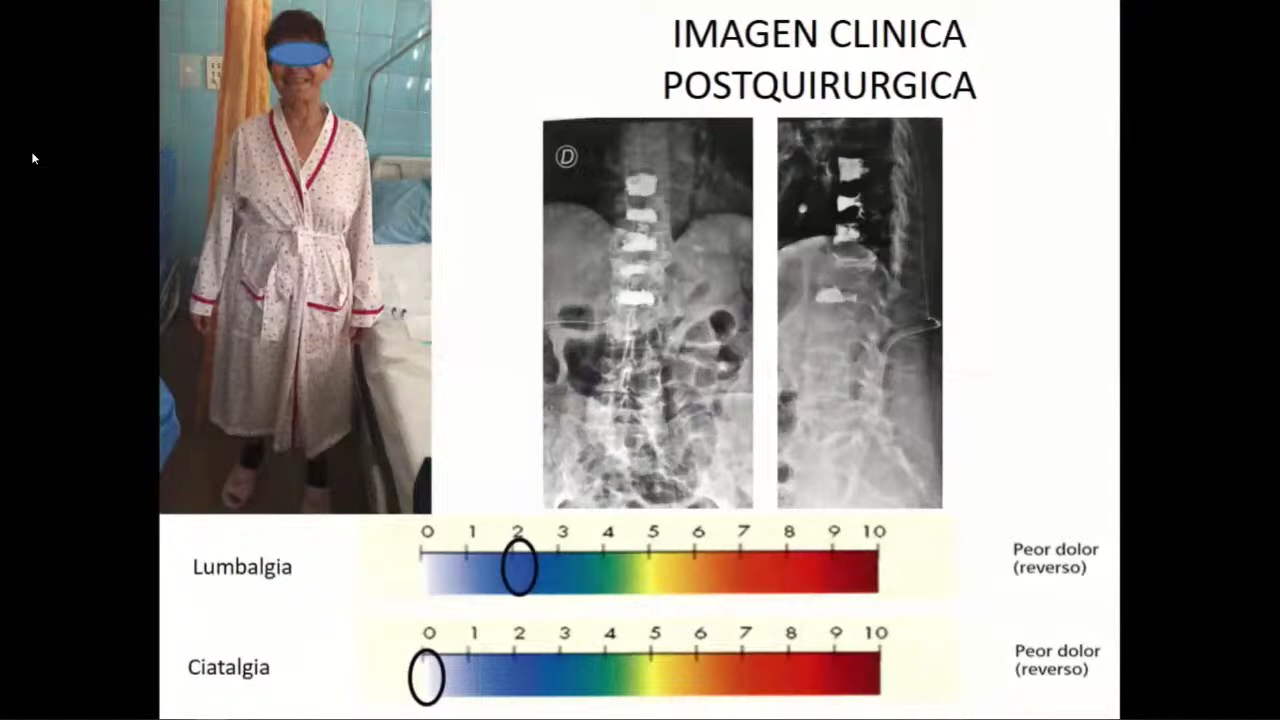 IMAGEN CLINICA
POSTQUIRURGICA
D
0 1 2 3 4 5 6 7 8 9 10
Lumbalgia
Peor dolor
(reverso)
0 1 2 3 4 5 6 7 8 9 10
Ciatalgia
Peor dolor
(reverso)